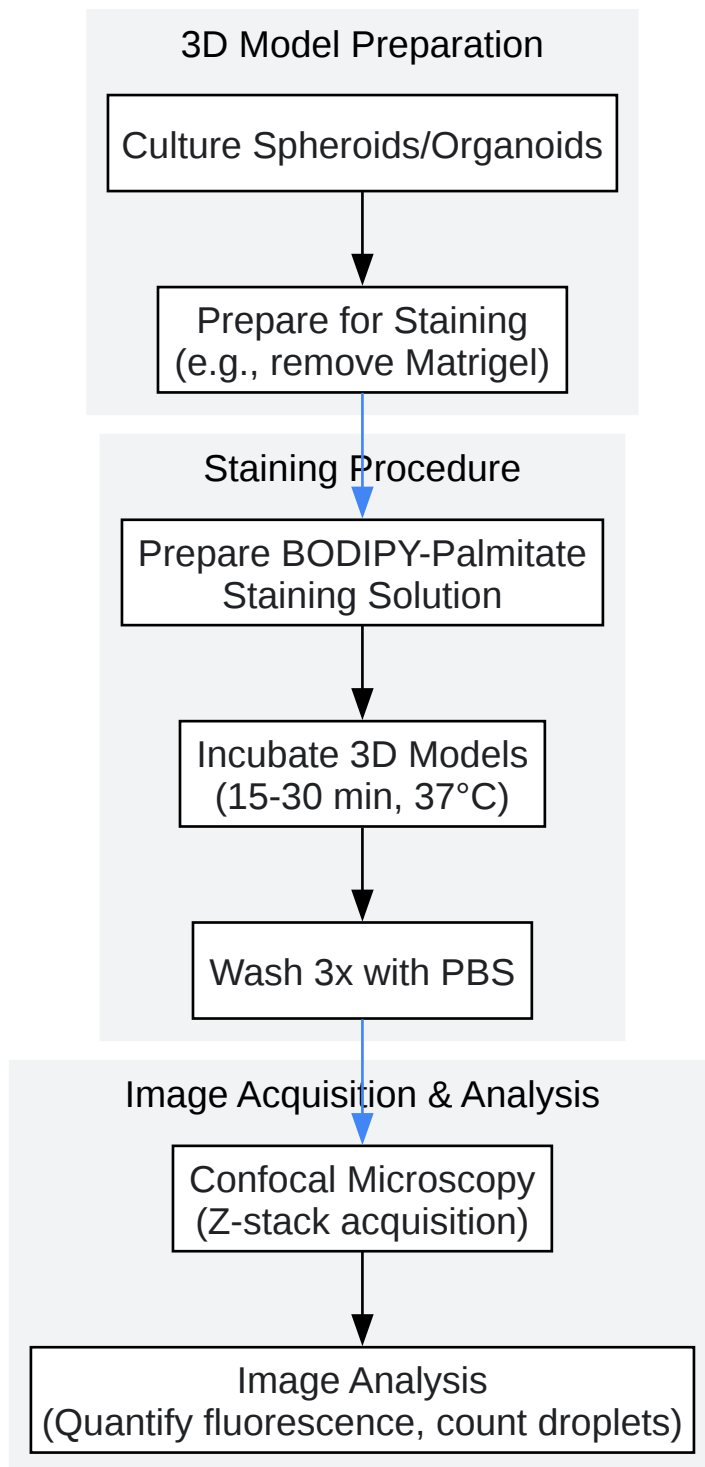 3D Model Preparation
Culture Spheroids/Organoids
Prepare for Staining
(e.g., remove Matrigel)
Staining Procedure
Prepare BODIPY-Palmitate
Staining Solution
Incubate 3D Models
(15-30 min, 37°C)
Wash 3x with PBS
Image Acquisition & Analysis
Confocal Microscopy
(Z-stack acquisition)
Image Analysis
(Quantify fluorescence, count droplets)